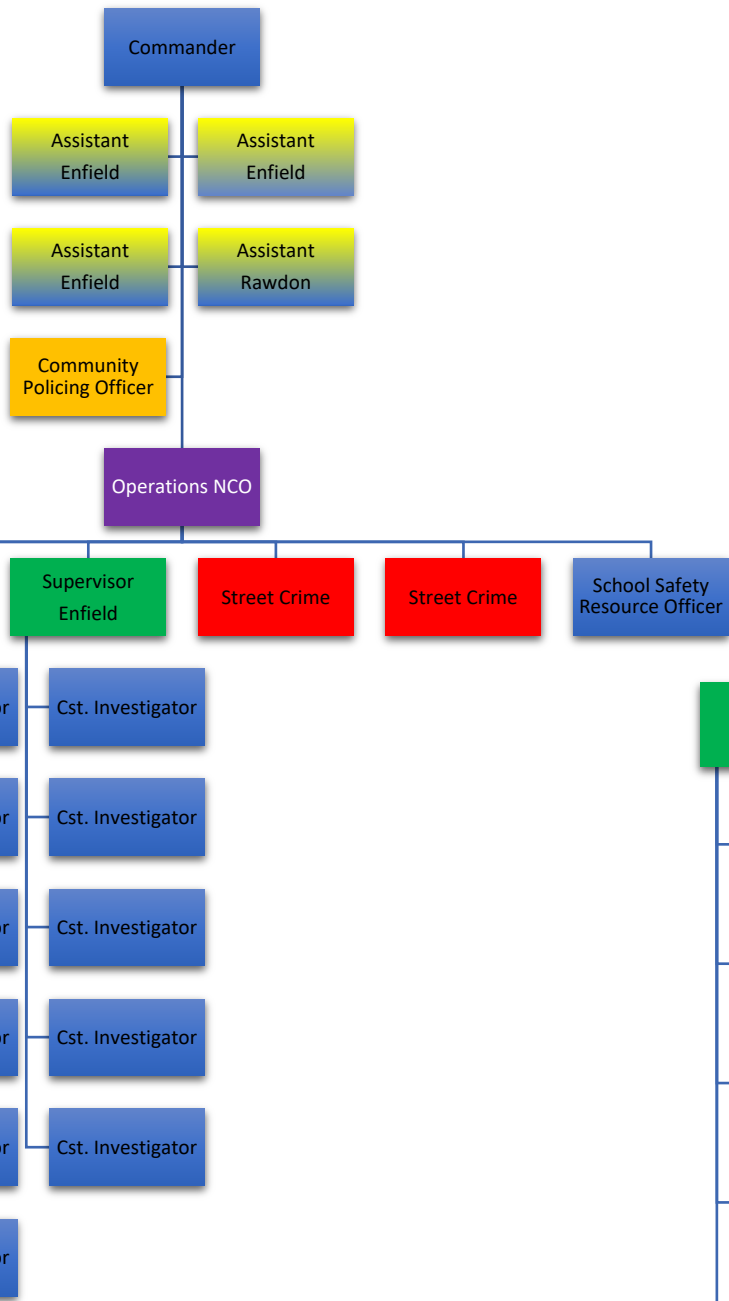 Commander
Assistant
Enfield
Assistant
Enfield
Assistant
Enfield
Assistant
Rawdon
Community
Policing Officer
Operations NCO
Supervisor
Enfield
Street Crime
Street Crime
School Safety
Resource Officer
Cst. Investigator
Cst. Investigator
Cst. Investigator
Cst. Investigator
Cst. Investigator